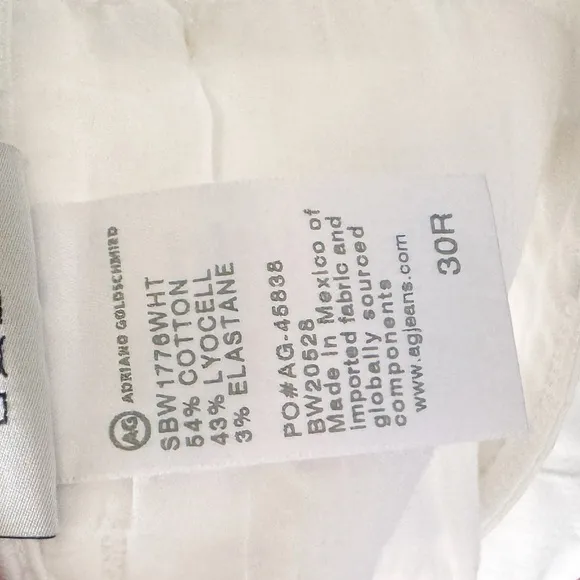 AG ADRIANO GOLDSCHMIED
SBW1776WHT
54% COTTON
43% LYOCELL
3% ELASTANE
PO#AG-45838
BW20528
Made in Mexico of
imported fabric and
globally sourced
components
www.agjeans.com
30R